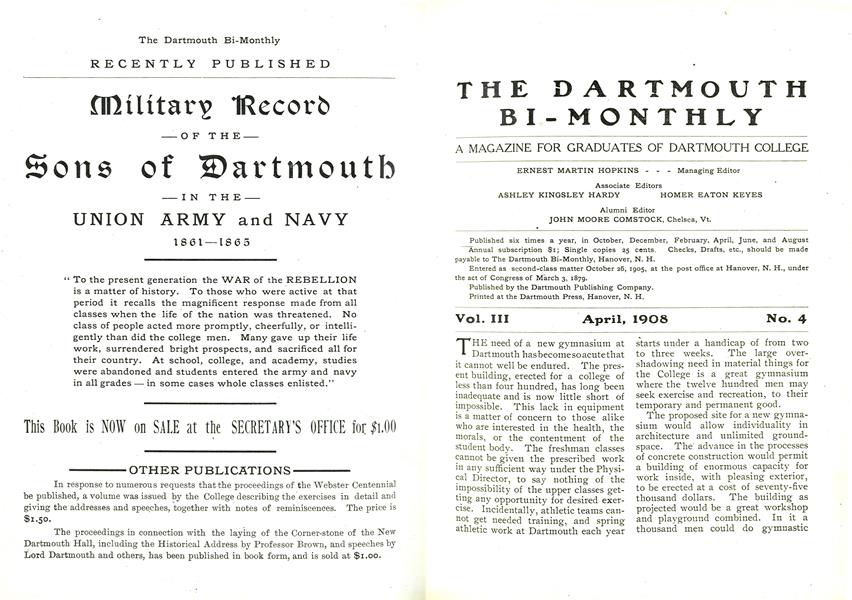 The Dartmouth Bi-Monthly
RECENTLY PUBLISHED
Military Record
—OF THE—
Sons of Dartmouth
—IN THE—
UNION ARMY and NAVY
1861—1865
“To the present generation the WAR of the REBELLION
is a matter of history. To those who were active at that
period it recalls the magnificent response made from all
classes when the life of the nation was threatened. No
class of people acted more promptly, cheerfully, or intelli-
gently than did the college men. Many gave up their life
work, surrendered bright prospects, and sacrificed all for
their country. At school, college, and academy, studies
were abandoned and students entered the army and navy
in all grades — in some cases whole classes enlisted.”
This Book is NOW on SALE at the SECRETARY'S OFFICE for $1.00
OTHER PUBLICATIONS
In response to numerous requests that the proceedings of the Webster Centennial
be published, a volume was issued by the College describing the exercises in detail and
giving the addresses and speeches, together with notes of reminiscences. The price is
$1.50.
The proceedings in connection with the laying of the Corner-stone of the New
Dartmouth Hall, including the Historical Address by Professor Brown, and speeches by
Lord Dartmouth and others, has been published in book form, and is sold at $1.00.
THE DARTMOUTH
BI-MONTHLY
A MAGAZINE FOR GRADUATES OF DARTMOUTH COLLEGE
ERNEST MARTIN HOPKINS - - - Managing Editor
Associate Editors
ASHLEY KINGSLEY HARDY HOMER EATON KEYES
Alumni Editor
JOHN MOORE COMSTOCK, Chelsea, Vt.
Published six times a year, in October, December, February, April, June, and August
Annual subscription $1; Single copies 25 cents. Checks, Drafts, etc., should be made
payable to The Dartmouth Bi-Monthly, Hanover, N. H.
Entered as second-class matter October 26, 1905, at the post office at Hanover, N. H., under
the act of Congress of March 3, 1879.
Published by the Dartmouth Publishing Company.
Printed at the Dartmouth Press, Hanover, N. H.
Vol. III April, 1908 No. 4
THE need of a new gymnasium at
Dartmouth has become so acute that
it cannot well be endured. The pres-
ent building, erected for a college of
less than four hundred, has long been
inadequate and is now little short of
impossible. This lack in equipment
is a matter of concern to those alike
who are interested in the health, the
morals, or the contentment of the
student body. The freshman classes
cannot be given the prescribed work
in any sufficient way under the Physi-
cal Director, to say nothing of the
impossibility of the upper classes get-
ting any opportunity for desired exer-
cise. Incidentally, athletic teams can-
not get needed training, and spring
athletic work at Dartmouth each year
starts under a handicap of from two
to three weeks. The large over-
shadowing need in material things for
the College is a great gymnasium
where the twelve hundred men may
seek exercise and recreation, to their
temporary and permanent good.
The proposed site for a new gymna-
sium would allow individuality in
architecture and unlimited ground-
space. The advance in the processes
of concrete construction would permit
a building of enormous capacity for
work inside, with pleasing exterior,
to be erected at a cost of seventy-five
thousand dollars. The building as
projected would be a great workshop
and playground combined. In it a
thousand men could do gymnastic